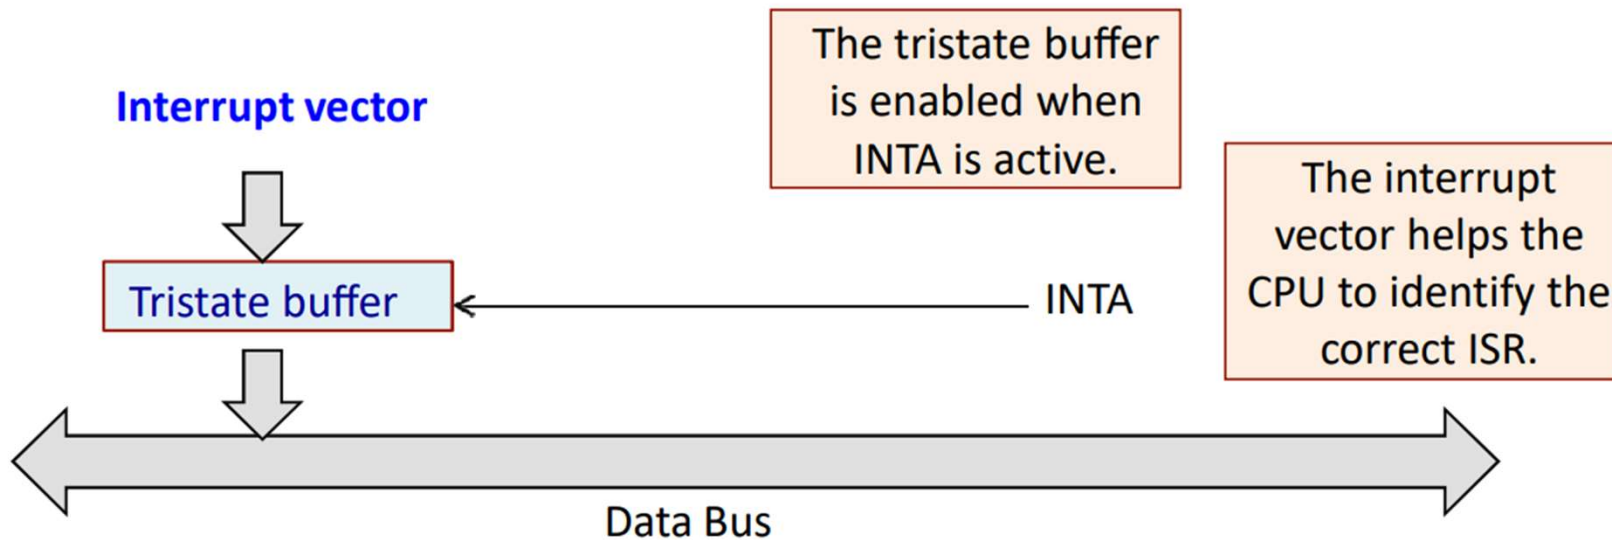 Interrupt vector
The tristate buffer
is enabled when
INTA is active.
The interrupt
vector helps the
CPU to identify the
correct ISR.
Tristate buffer
INTA
Data Bus